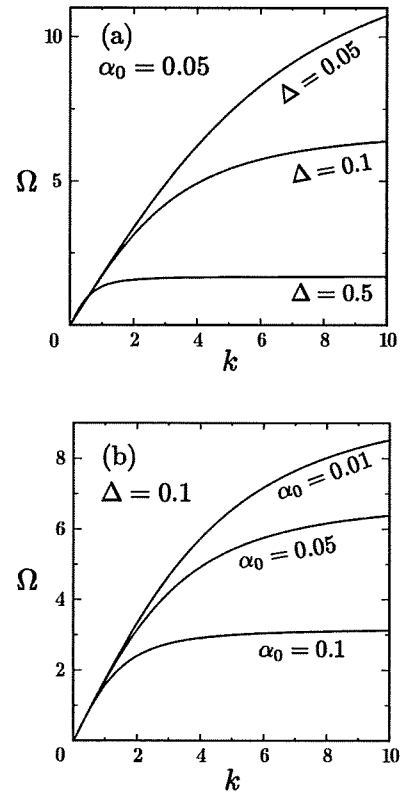 (a)
α₀ = 0.05
10
5
0
Ω
Δ = 0.05
Δ = 0.1
Δ = 0.5
0 2 4 6 8 10
k
(b)
Δ = 0.1
8
6
4
2
Ω
α₀ = 0.01
α₀ = 0.05
α₀ = 0.1
0 2 4 6 8 10
k